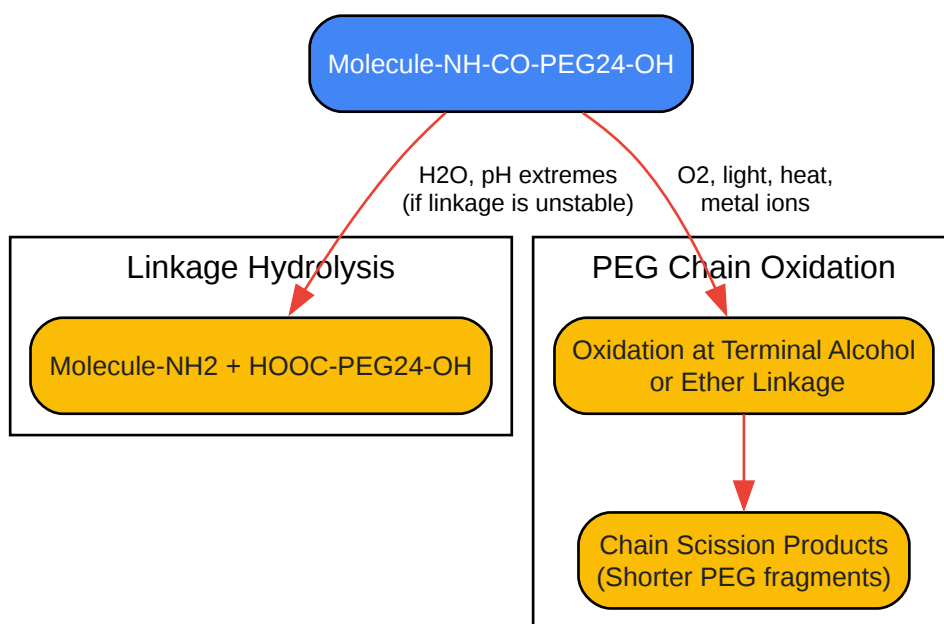 Molecule-NH-CO-PEG24-OH
H2O, pH extremes
(if linkage is unstable)
O2, light, heat,
metal ions
Linkage Hydrolysis
Molecule-NH2 + HOOC-PEG24-OH
PEG Chain Oxidation
Oxidation at Terminal Alcohol
or Ether Linkage
Chain Scission Products
(Shorter PEG fragments)